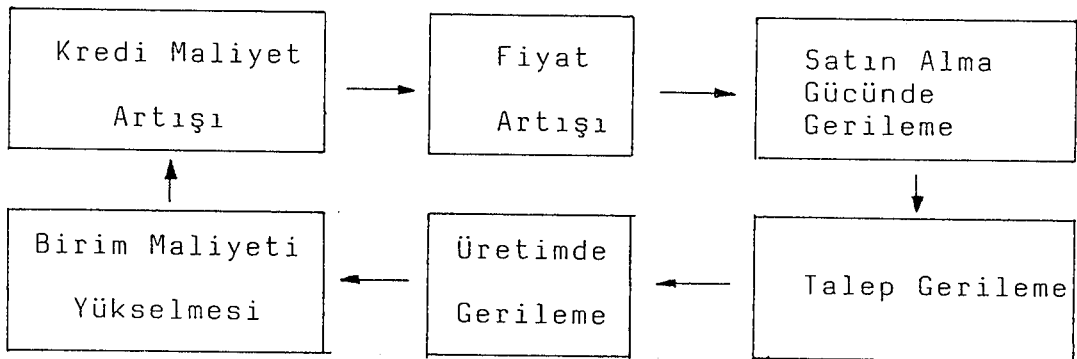 Kredi Maliyet
Artışı
Fiyat
Artışı
Satın Alma
Gücünde
Gerileme
Birim Maliyeti
Yükselmesi
Üretimde
Gerileme
Talep Gerileme